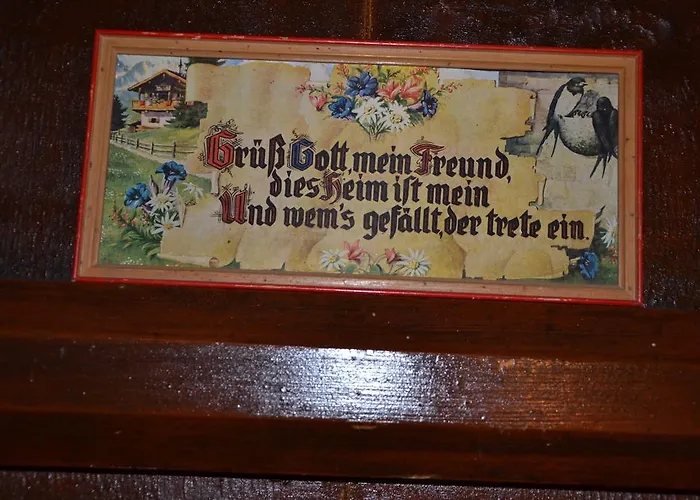 Grüß Gott mein Freund,
dies Heim ist mein
Und wem's gefällt, der trete ein.